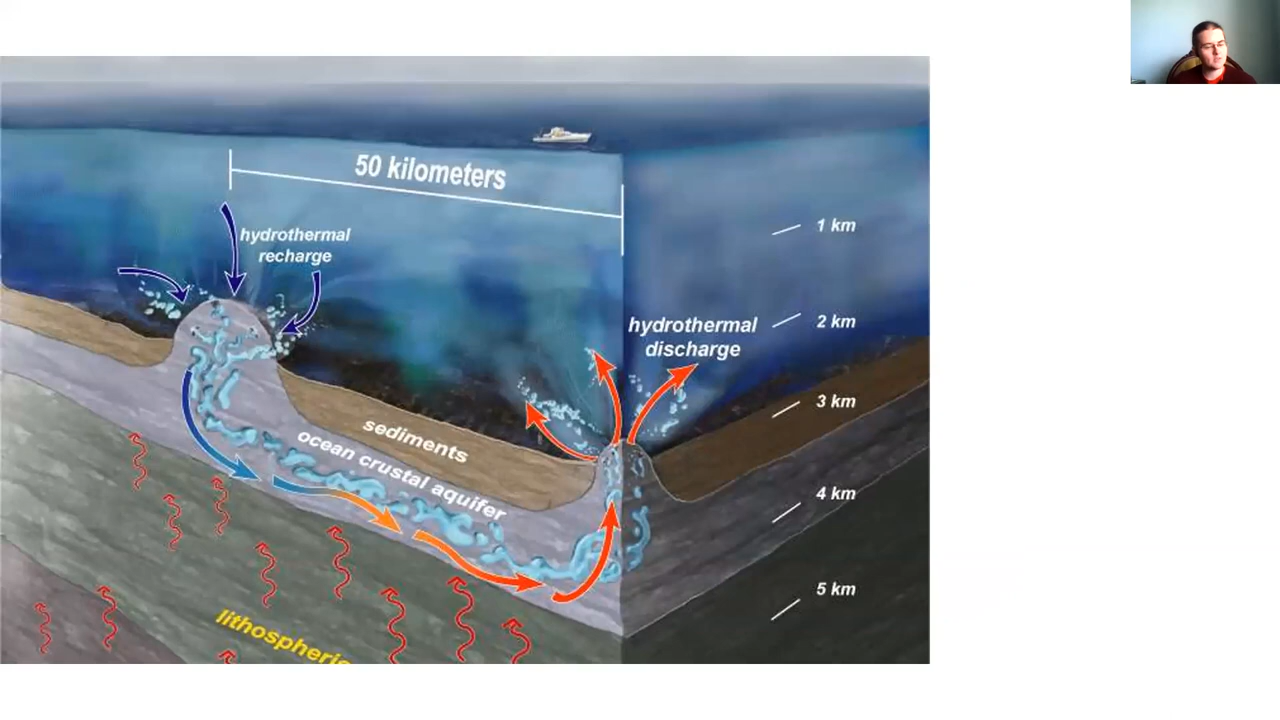 50 kilometers
hydrothermal
recharge
1 km
2 km
hydrothermal
discharge
3 km
sediments
ocean crustal aquifer
4 km
5 km
lithospheric